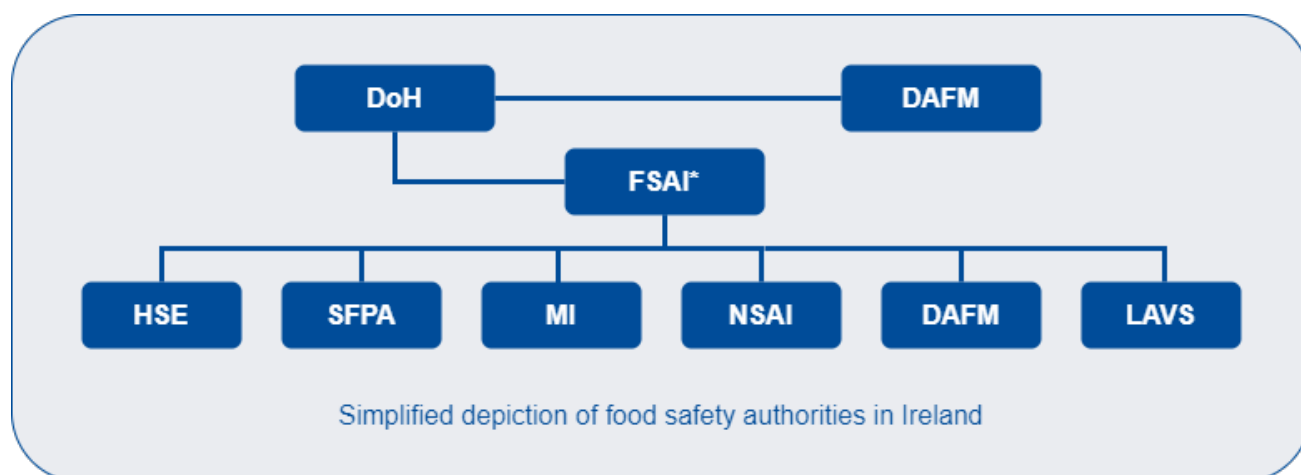 DoH
DAFM
FSAI*
HSE
SFPA
MI
NSAI
DAFM
LAVS
Simplified depiction of food safety authorities in Ireland